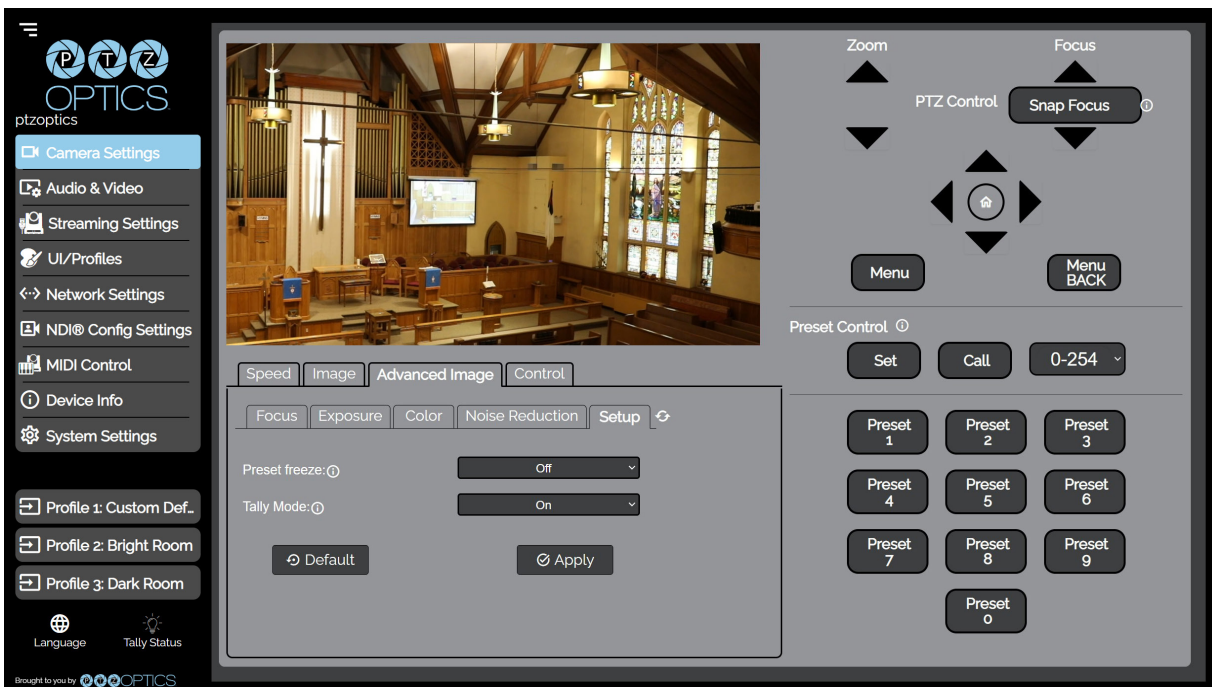 PTZ
OPTICS
ptzoptics
Camera Settings
Audio & Video
Streaming Settings
UI/Profiles
Network Settings
NDI® Config Settings
MIDI Control
Device Info
System Settings
Profile 1: Custom Def...
Profile 2: Bright Room
Profile 3: Dark Room
Language
Tally Status
Brought to you by PTZOPTICS
Speed
Image
Advanced Image
Control
Focus
Exposure
Color
Noise Reduction
Setup
Preset freeze:
Off
Tally Mode:
On
Default
Apply
Zoom
Focus
PTZ Control
Snap Focus
Menu
Menu
BACK
Preset Control
Set
Call
0-254
Preset
1
Preset
2
Preset
3
Preset
4
Preset
5
Preset
6
Preset
7
Preset
8
Preset
9
Preset
0